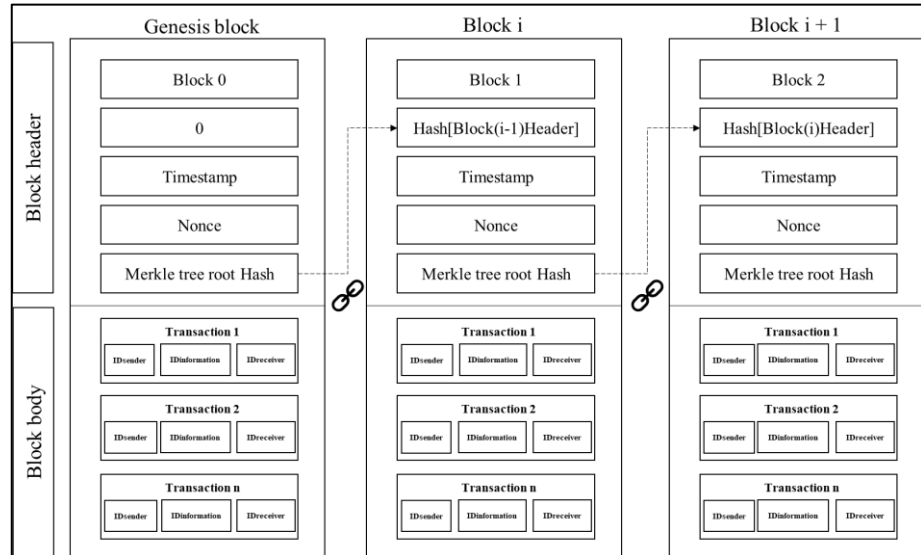 Genesis block
Block i
Block i + 1
Block header
Block 0
Block 1
Block 2
0
Hash[Block(i-1)Header]
Hash[Block(i)Header]
Timestamp
Timestamp
Timestamp
Nonce
Nonce
Nonce
Merkle tree root Hash
Merkle tree root Hash
Merkle tree root Hash
Block body
Transaction 1
IDsender IDinformation IDreceiver
Transaction 1
IDsender IDinformation IDreceiver
Transaction 1
IDsender IDinformation IDreceiver
Transaction 2
IDsender IDinformation IDreceiver
Transaction 2
IDsender IDinformation IDreceiver
Transaction 2
IDsender IDinformation IDreceiver
Transaction n
IDsender IDinformation IDreceiver
Transaction n
IDsender IDinformation IDreceiver
Transaction n
IDsender IDinformation IDreceiver